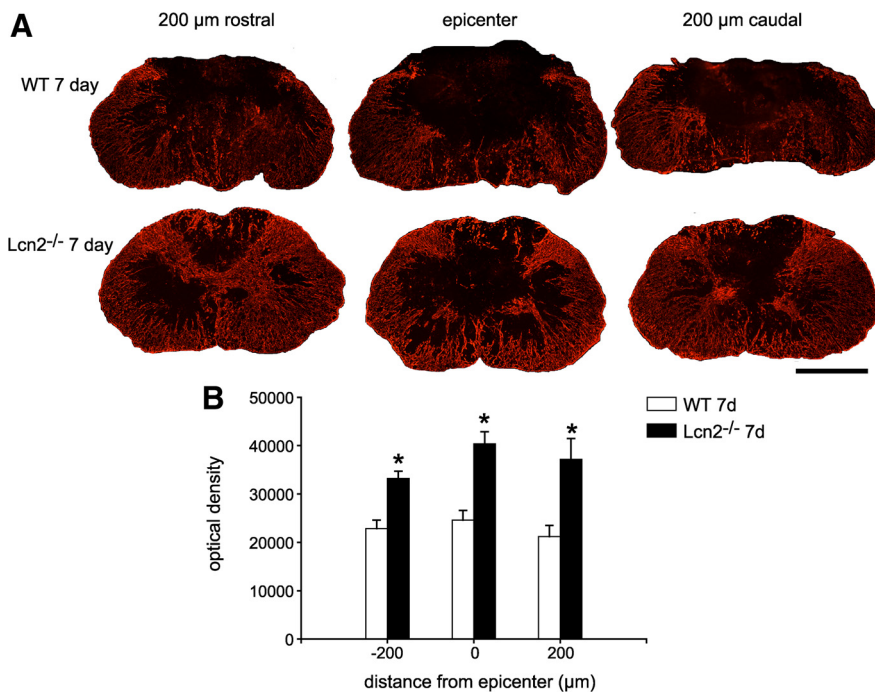 A
200 µm rostral
epicenter
200 µm caudal
WT 7 day
Lcn2-/- 7 day
B
50000
40000
30000
20000
10000
0
optical density
* * *
-200
0
200
distance from epicenter (µm)
WT 7d
Lcn2-/- 7d